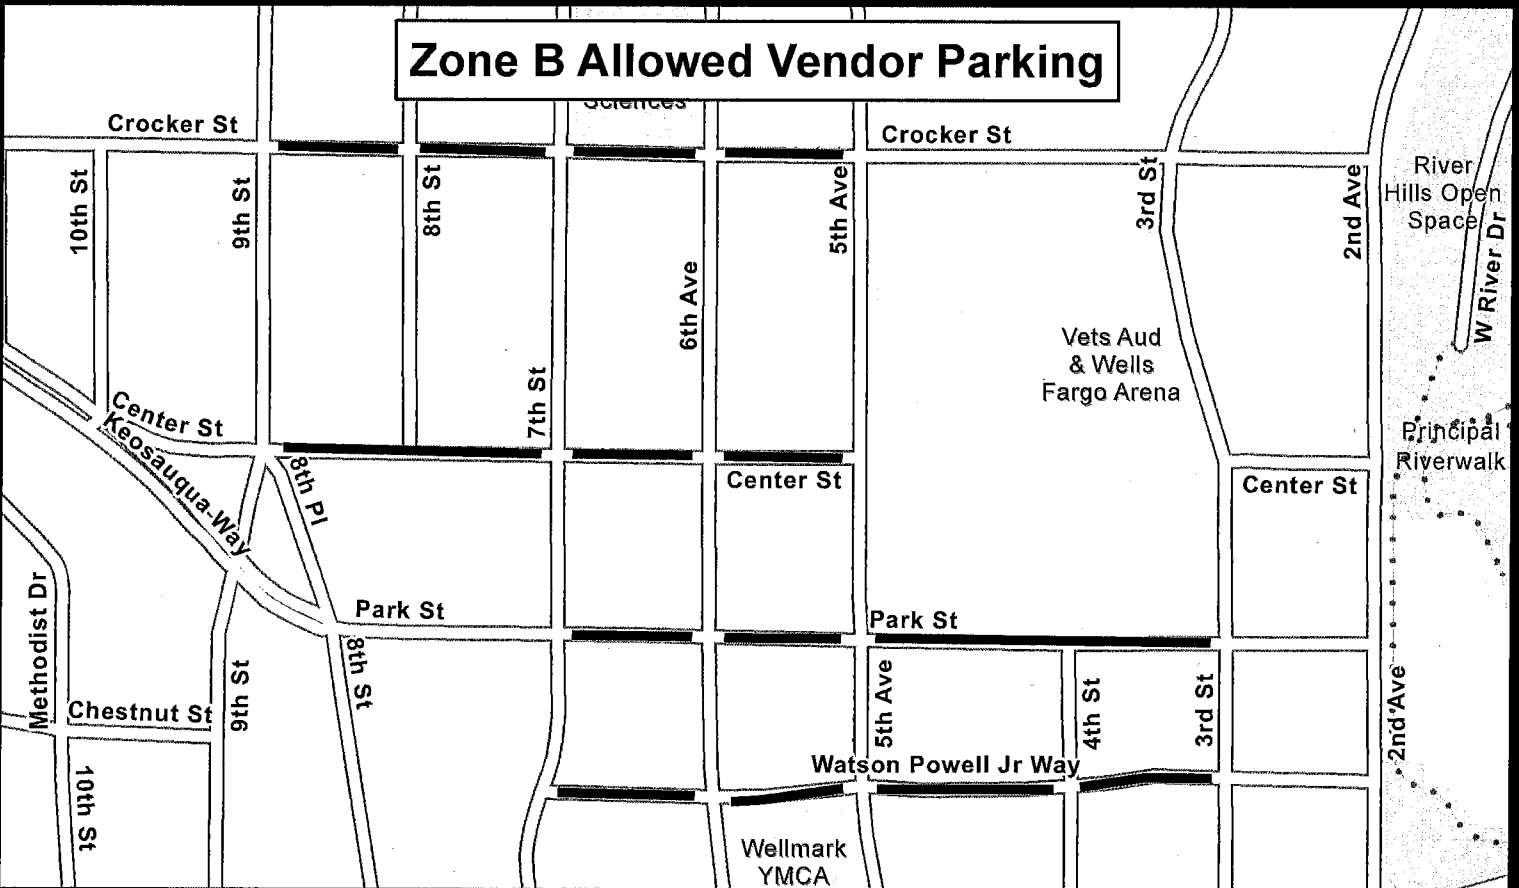 Zone B Allowed Vendor Parking
Sciences
Crocker St
Crocker St
10th St
9th St
8th St
5th Ave
3rd St
2nd Ave
River
Hills Open
Space
W River Dr
6th Ave
7th St
Vets Aud
& Wells
Fargo Arena
Center St
Keosauqua Way
8th Pl
Center St
Center St
Principal
Riverwalk
Park St
Park St
Methodist Dr
9th St
8th St
5th Ave
4th St
3rd St
2nd Ave
Chestnut St
10th St
Watson Powell Jr Way
Wellmark
YMCA